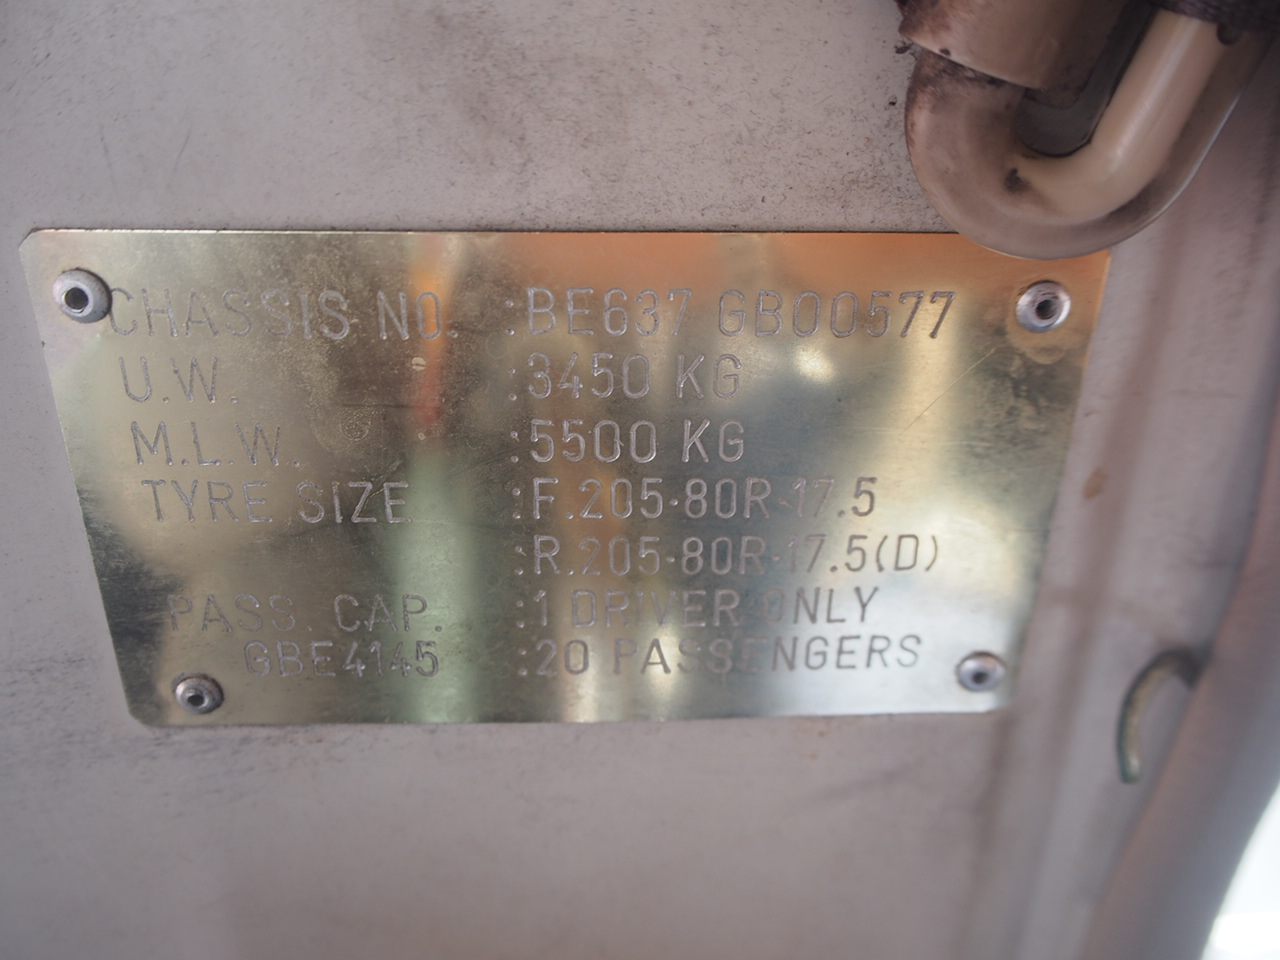 CHASSIS NO. :BE637 GB00577
U.W. :3450 KG
M.L.W. :5500 KG
TYRE SIZE :F.205-80R-17.5
:R.205-80R-17.5(D)
PASS. CAP. :1 DRIVER ONLY
GBE4145 :20 PASSENGERS